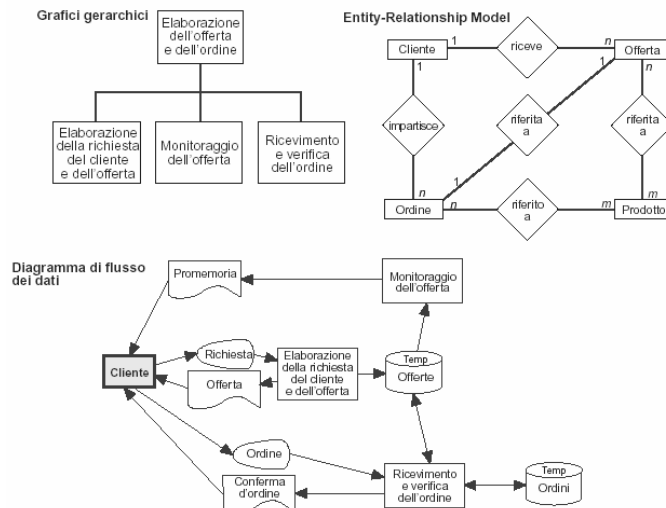 Grafici gerarchici
Elaborazione
dell'offerta
e dell'ordine
Elaborazione
della richiesta
del cliente
e dell'offerta
Monitoraggio
dell'offerta
Ricevimento
e verifica
dell'ordine
Entity-Relationship Model
Cliente
1
riceve
n
Offerta
1
1
n
impartisce
riferita
a
riferita
a
n
1
m
Ordine
n
riferito
a
m
Prodotto
Diagramma di flusso
dei dati
Promemoria
Monitoraggio
dell'offerta
Richiesta
Elaborazione
della richiesta
del cliente
e dell'offerta
Temp
Offerte
Cliente
Offerta
Ordine
Conferma
d'ordine
Ricevimento
e verifica
dell'ordine
Temp
Ordini